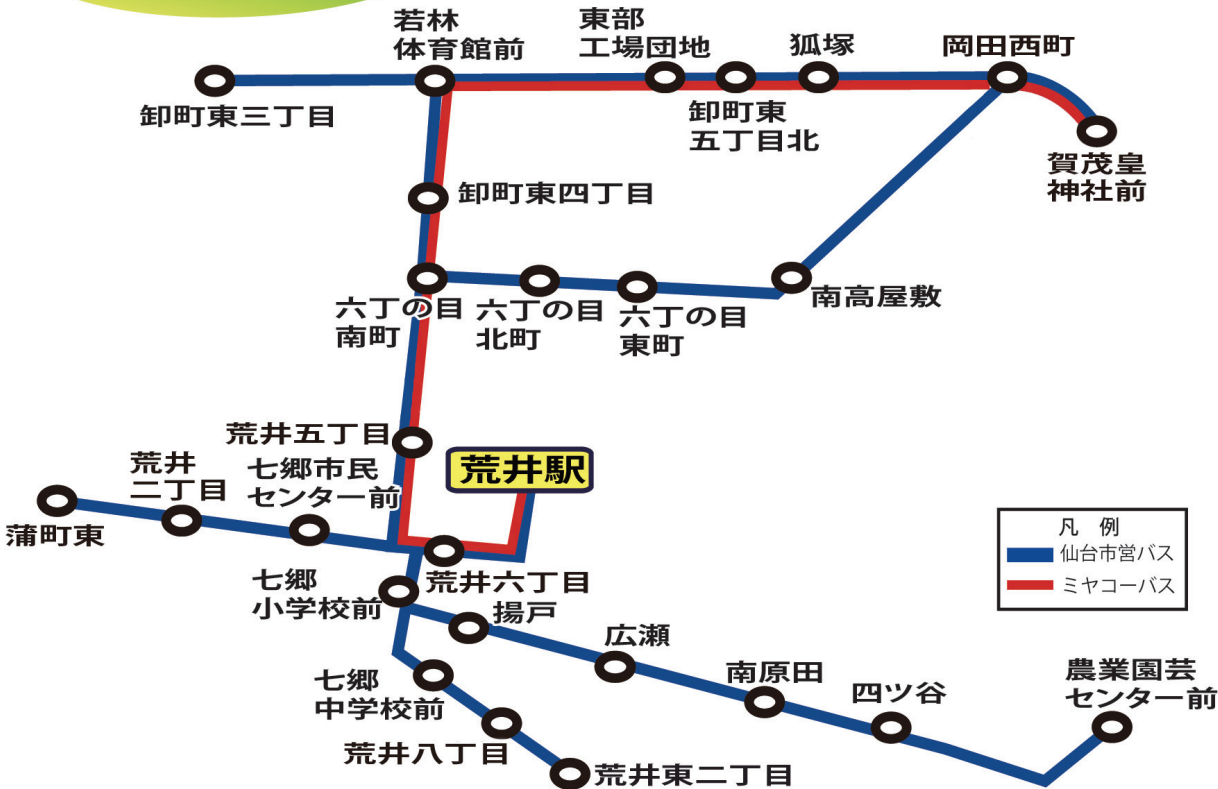 若林
体育館前
東部
工場団地
狐塚
岡田西町
卸町東三丁目
卸町東
五丁目北
賀茂皇
神社前
卸町東四丁目
六丁の目
南町
六丁の目
北町
六丁の目
東町
南高屋敷
荒井五丁目
荒井駅
荒井
二丁目
七郷市民
センター前
蒲町東
凡 例
仙台市営バス
ミヤコーバス
七郷
小学校前
荒井六丁目
揚戸
広瀬
南原田
四ツ谷
農業園芸
センター前
七郷
中学校前
荒井八丁目
荒井東二丁目